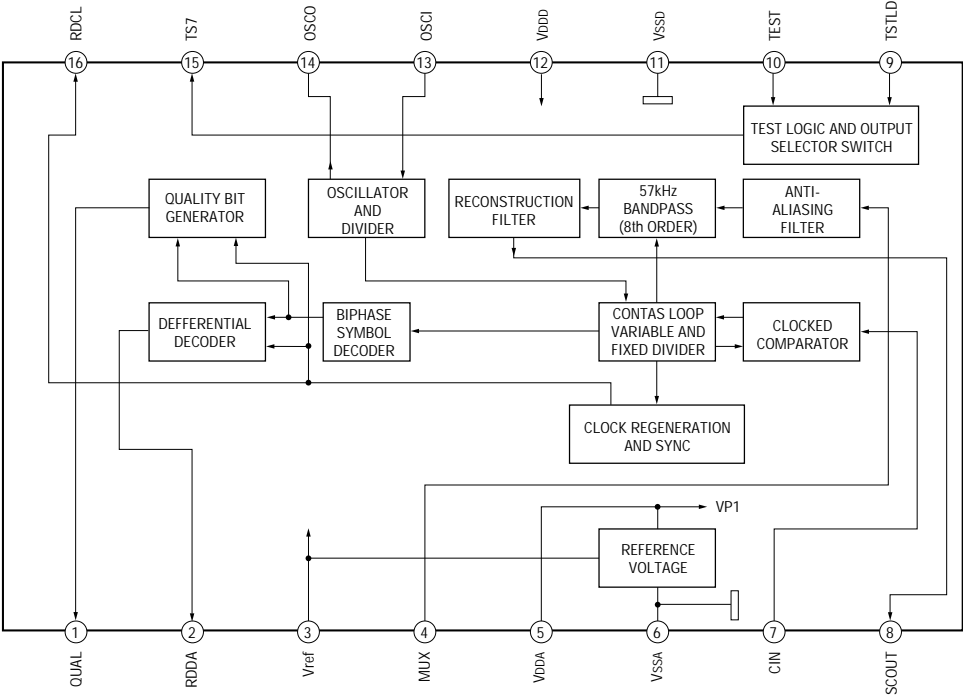 RDCL
TS7
OSCO
OSCI
VDDD
VSSD
TEST
TSTLD
16
15
14
13
12
11
10
9
TEST LOGIC AND OUTPUT
SELECTOR SWITCH
QUALITY BIT
GENERATOR
OSCILLATOR
AND
DIVIDER
RECONSTRUCTION
FILTER
57kHz
BANDPASS
(8th ORDER)
ANTI-
ALIASING
FILTER
DEFFERENTIAL
DECODER
BIPHASE
SYMBOL
DECODER
CONTAS LOOP
VARIABLE AND
FIXED DIVIDER
CLOCKED
COMPARATOR
CLOCK REGENERATION
AND SYNC
VP1
REFERENCE
VOLTAGE
1
2
3
4
5
6
7
8
QUAL
RDDA
Vref
MUX
VDDA
VSSA
CIN
SCOUT